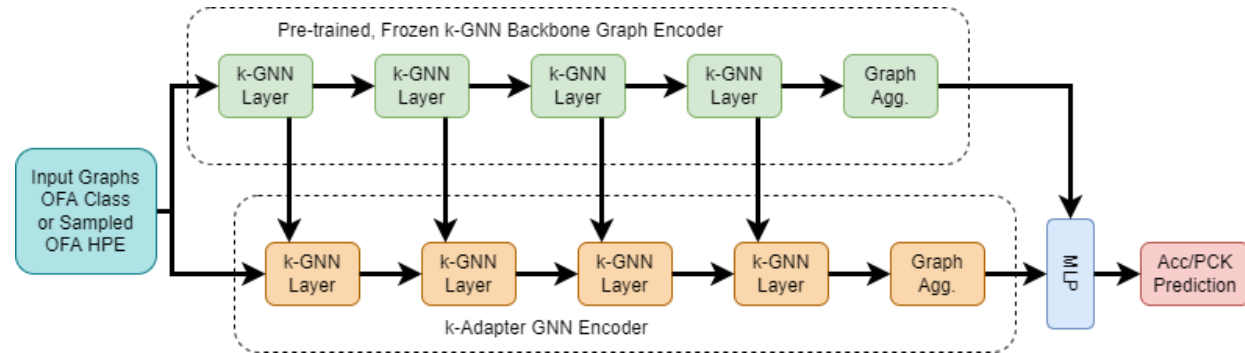 Pre-trained, Frozen k-GNN Backbone Graph Encoder
k-GNN
Layer
k-GNN
Layer
k-GNN
Layer
k-GNN
Layer
Graph
Agg.
Input Graphs
OFA Class
or Sampled
OFA HPE
k-GNN
Layer
k-GNN
Layer
k-GNN
Layer
k-GNN
Layer
Graph
Agg.
MLP
Acc/PCK
Prediction
k-Adapter GNN Encoder